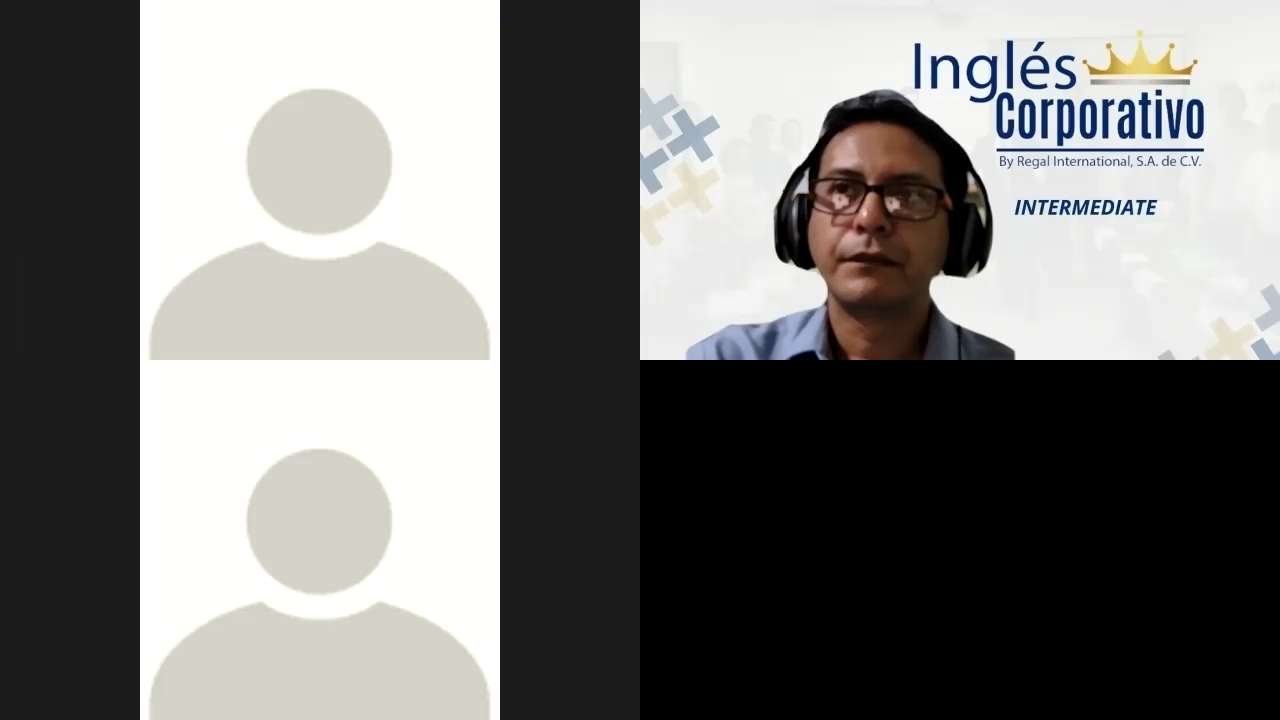 Inglés
Corporativo
By Regal International, S.A. de C.V.
INTERMEDIATE